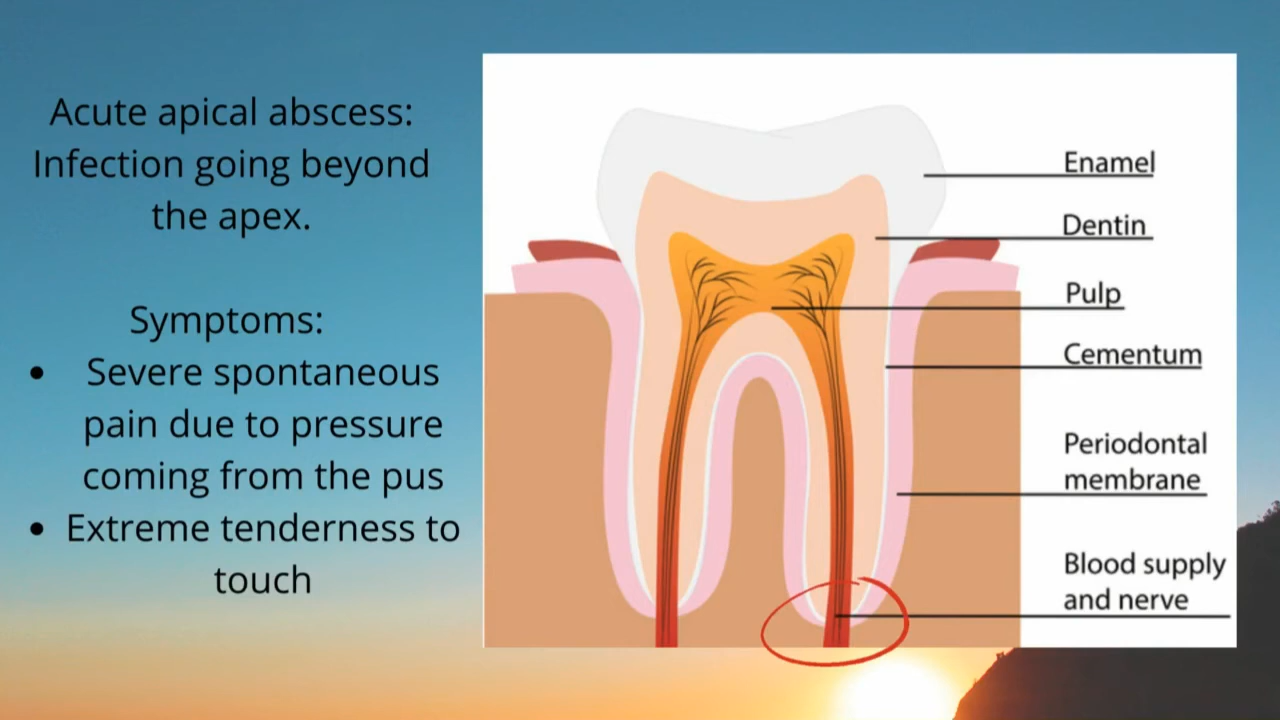 Acute apical abscess:
Infection going beyond
the apex.
Symptoms:
• Severe spontaneous
pain due to pressure
coming from the pus
• Extreme tenderness to
touch
Enamel
Dentin
Pulp
Cementum
Periodontal
membrane
Blood supply
and nerve